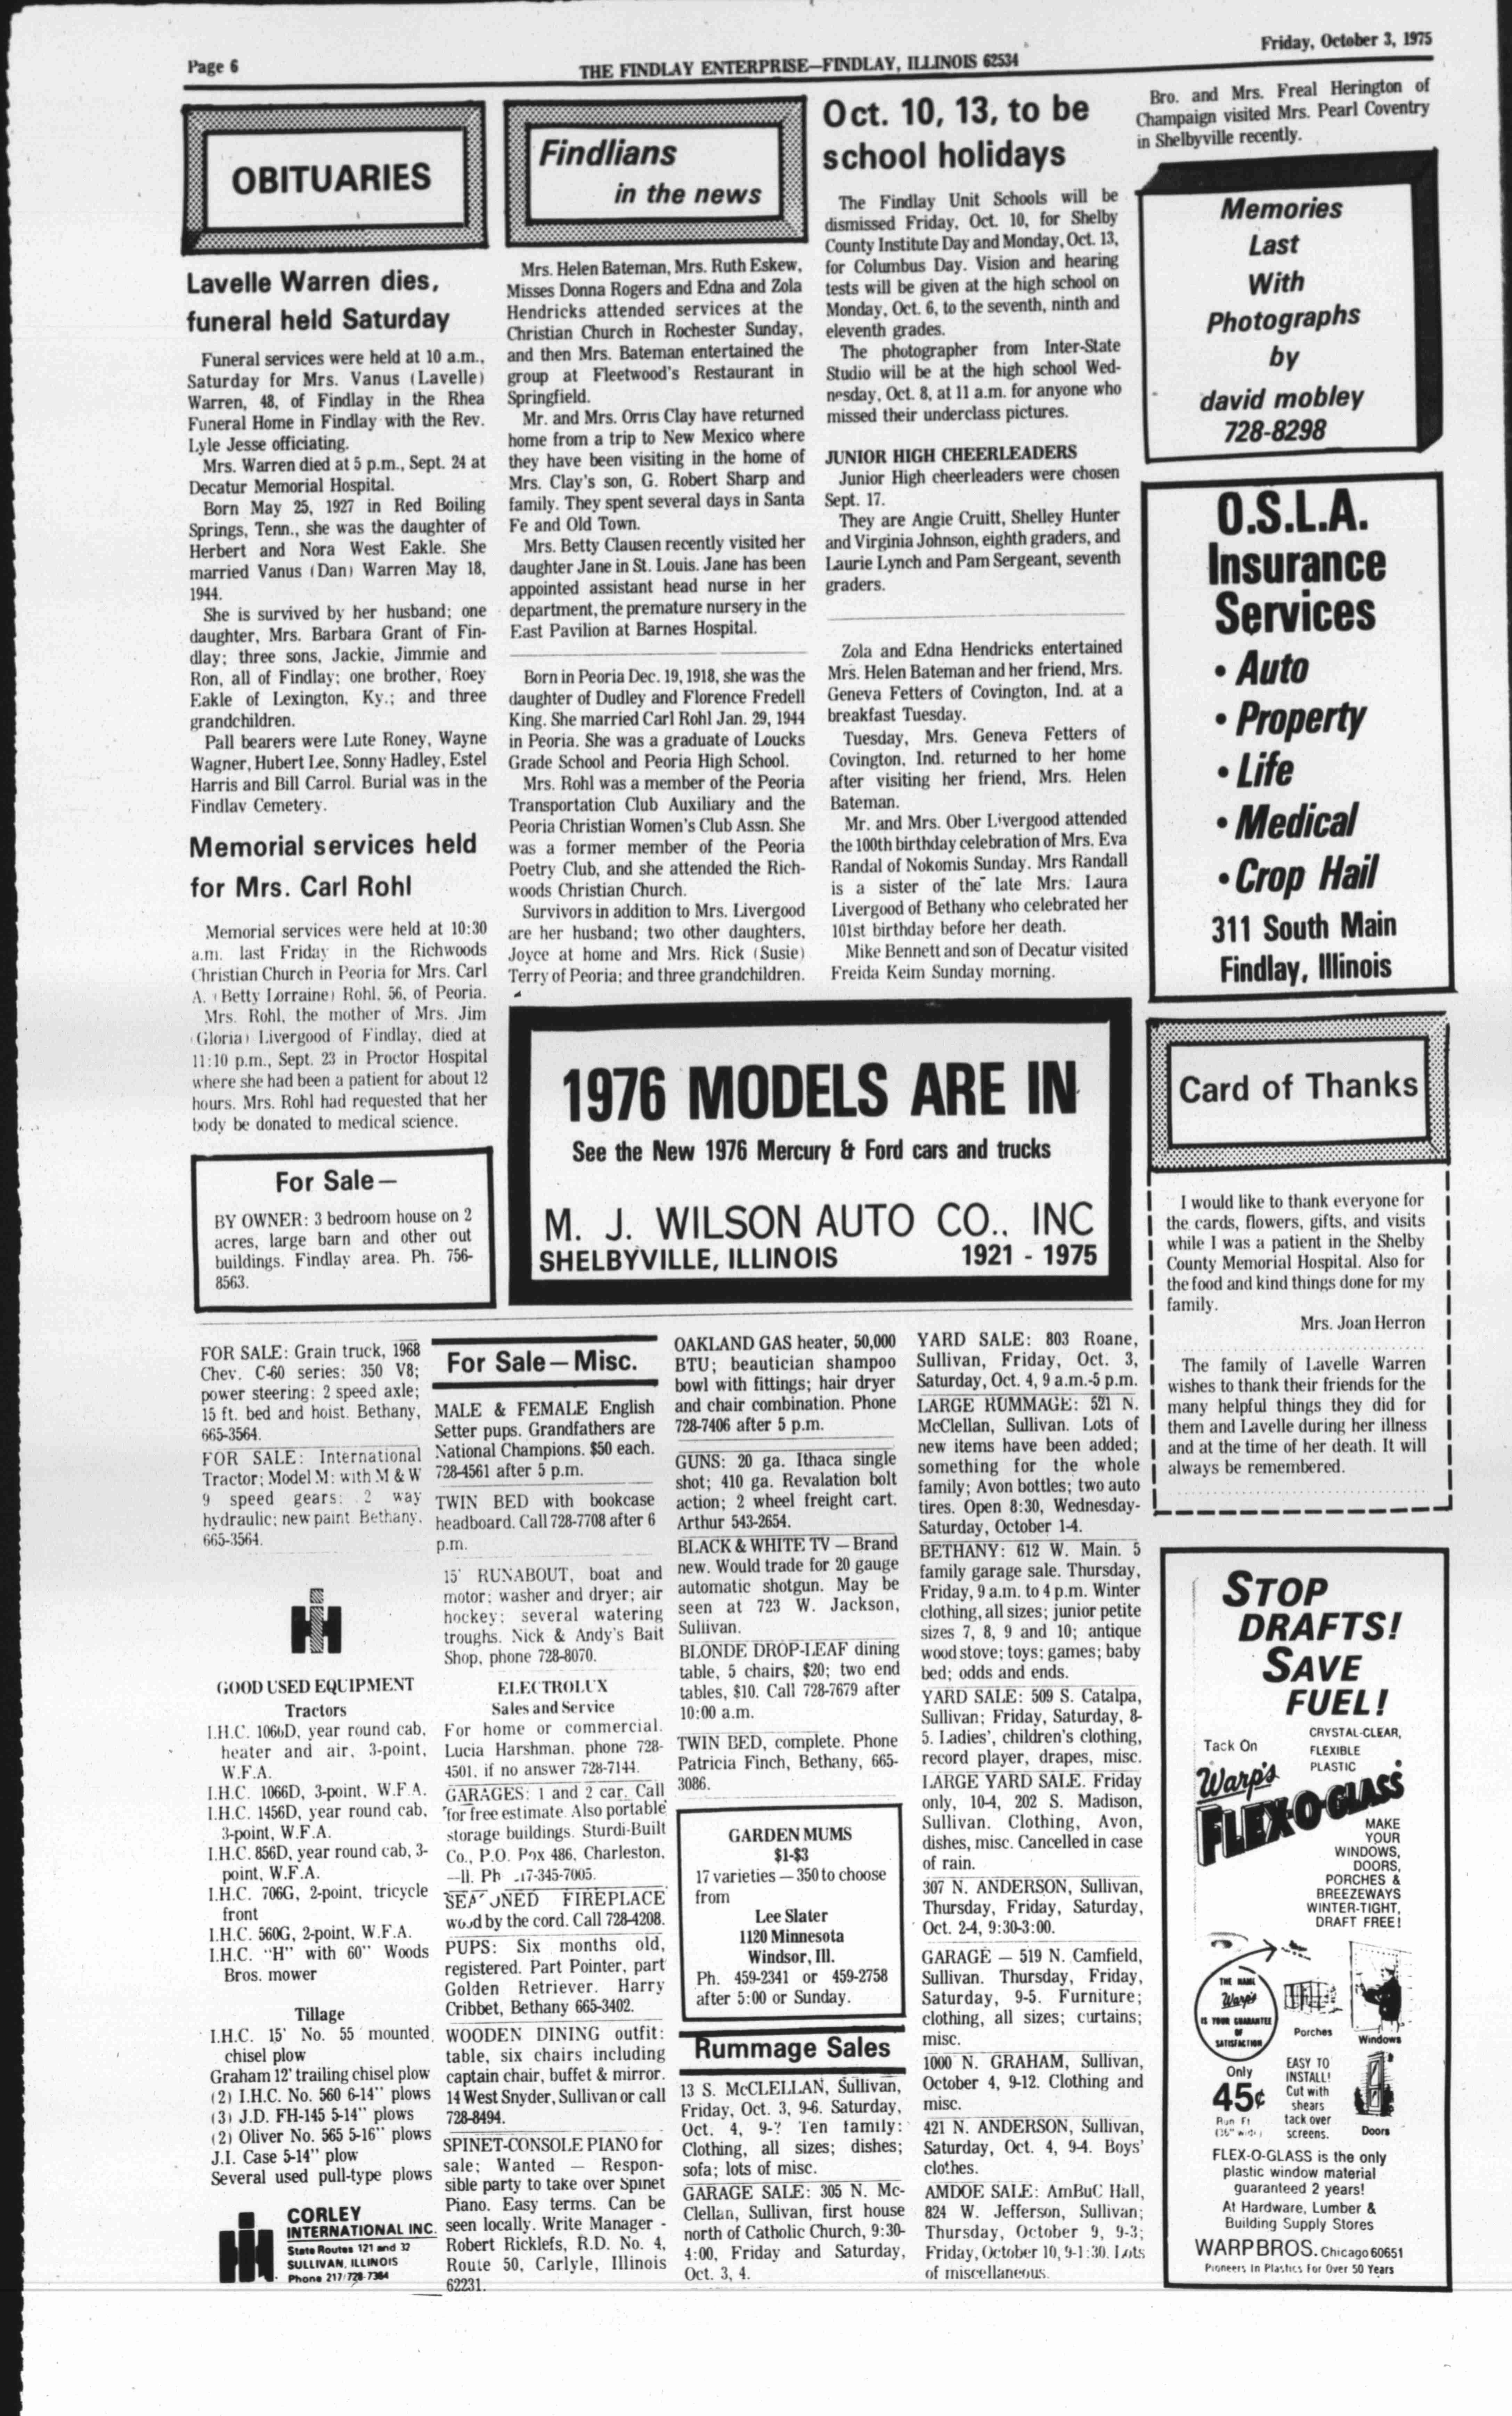 Page 6
THE FINDLAY ENTERPRISE—FINDLAY, ILLINOIS 62534
Friday, October 3, 1975
OBITUARIES
Lavelle Warren dies,
funeral held Saturday
Funeral services were held at 10 a.m.,
Saturday for Mrs. Vanus (Lavelle)
Warren, 48, of Findlay in the Rhea
Funeral Home in Findlay with the Rev.
Lyle Jesse officiating.
Mrs. Warren died at 5 p.m., Sept. 24 at
Decatur Memorial Hospital.
Born May 25, 1927 in Red Boiling
Springs, Tenn., she was the daughter of
Herbert and Nora West Eakle. She
married Vanus (Dan) Warren May 18,
1944.
She is survived by her husband; one
daughter, Mrs. Barbara Grant of Fin-
dlay; three sons, Jackie, Jimmie and
Ron, all of Findlay; one brother, Roey
Eakle of Lexington, Ky.; and three
grandchildren.
Pall bearers were Lute Roney, Wayne
Wagner, Hubert Lee, Sonny Hadley, Estel
Harris and Bill Carrol. Burial was in the
Findlay Cemetery.
Memorial services held
for Mrs. Carl Rohl
Memorial services were held at 10:30
a.m. last Friday in the Richwoods
Christian Church in Peoria for Mrs. Carl
A. (Betty Lorraine) Rohl, 56, of Peoria.
Mrs. Rohl, the mother of Mrs. Jim
(Gloria) Livergood of Findlay, died at
11:10 p.m., Sept. 23 in Proctor Hospital
where she had been a patient for about 12
hours. Mrs. Rohl had requested that her
body be donated to medical science.
Findlians
in the news
Mrs. Helen Bateman, Mrs. Ruth Eskew,
Misses Donna Rogers and Edna and Zola
Hendricks attended services at the
Christian Church in Rochester Sunday,
and then Mrs. Bateman entertained the
group at Fleetwood's Restaurant in
Springfield.
Mr. and Mrs. Orris Clay have returned
home from a trip to New Mexico where
they have been visiting in the home of
Mrs. Clay's son, G. Robert Sharp and
family. They spent several days in Santa
Fe and Old Town.
Mrs. Betty Clausen recently visited her
daughter Jane in St. Louis. Jane has been
appointed assistant head nurse in her
department, the premature nursery in the
East Pavilion at Barnes Hospital.
Born in Peoria Dec. 19, 1918, she was the
daughter of Dudley and Florence Fredell
King. She married Carl Rohl Jan. 29, 1944
in Peoria. She was a graduate of Loucks
Grade School and Peoria High School.
Mrs. Rohl was a member of the Peoria
Transportation Club Auxiliary and the
Peoria Christian Women's Club Assn. She
was a former member of the Peoria
Poetry Club, and she attended the Rich-
woods Christian Church.
Survivors in addition to Mrs. Livergood
are her husband; two other daughters,
Joyce at home and Mrs. Rick (Susie)
Terry of Peoria; and three grandchildren.
Oct. 10, 13, to be
school holidays
The Findlay Unit Schools will be
dismissed Friday, Oct. 10, for Shelby
County Institute Day and Monday, Oct. 13,
for Columbus Day. Vision and hearing
tests will be given at the high school on
Monday, Oct. 6, to the seventh, ninth and
eleventh grades.
The photographer from Inter-State
Studio will be at the high school Wed-
nesday, Oct. 8, at 11 a.m. for anyone who
missed their underclass pictures.
JUNIOR HIGH CHEERLEADERS
Junior High cheerleaders were chosen
Sept. 17.
They are Angie Cruitt, Shelley Hunter
and Virginia Johnson, eighth graders, and
Laurie Lynch and Pam Sergeant, seventh
graders.
Zola and Edna Hendricks entertained
Mrs. Helen Bateman and her friend, Mrs.
Geneva Fetters of Covington, Ind. at a
breakfast Tuesday.
Tuesday, Mrs. Geneva Fetters of
Covington, Ind. returned to her home
after visiting her friend, Mrs. Helen
Bateman.
Mr. and Mrs. Ober Livergood attended
the 100th birthday celebration of Mrs. Eva
Randal of Nokomis Sunday. Mrs Randall
is a sister of the late Mrs. Laura
Livergood of Bethany who celebrated her
101st birthday before her death.
Mike Bennett and son of Decatur visited
Freida Keim Sunday morning.
Bro. and Mrs. Freal Herington of
Champaign visited Mrs. Pearl Coventry
in Shelbyville recently.
Memories
Last
With
Photographs
by
david mobley
728-8298
O.S.L.A.
Insurance
Services
• Auto
• Property
• Life
• Medical
• Crop Hail
311 South Main
Findlay, Illinois
For Sale—
BY OWNER: 3 bedroom house on 2
acres, large barn and other out
buildings. Findlay area. Ph. 756-
8563.
1976 MODELS ARE IN
See the New 1976 Mercury & Ford cars and trucks
M. J. WILSON AUTO CO., INC
SHELBYVILLE, ILLINOIS 1921 - 1975
Card of Thanks
I would like to thank everyone for
the cards, flowers, gifts, and visits
while I was a patient in the Shelby
County Memorial Hospital. Also for
the food and kind things done for my
family.
Mrs. Joan Herron
The family of Lavelle Warren
wishes to thank their friends for the
many helpful things they did for
them and Lavelle during her illness
and at the time of her death. It will
always be remembered.
FOR SALE: Grain truck, 1968
Chev. C-60 series; 350 V8;
power steering; 2 speed axle;
15 ft. bed and hoist. Bethany,
665-3564.
FOR SALE: International
Tractor; Model M; with M & W
9 speed gears; 2 way
hydraulic; new paint. Bethany.
665-3564.
GOOD USED EQUIPMENT
Tractors
I.H.C. 1066D, year round cab,
heater and air, 3-point,
W.F.A.
I.H.C. 1066D, 3-point, W.F.A.
I.H.C. 1456D, year round cab,
3-point, W.F.A.
I.H.C. 856D, year round cab, 3-
point, W.F.A.
I.H.C. 706G, 2-point, tricycle
front
I.H.C. 560G, 2-point, W.F.A.
I.H.C. "H" with 60" Woods
Bros. mower
Tillage
I.H.C. 15' No. 55 mounted
chisel plow
Graham 12' trailing chisel plow
(2) I.H.C. No. 560 6-14" plows
(3) J.D. FH-145 5-14" plows
(2) Oliver No. 565 5-16" plows
J.I. Case 5-14" plow
Several used pull-type plows
CORLEY
INTERNATIONAL INC.
State Routes 121 and 32
SULLIVAN, ILLINOIS
Phone 217/728-7364
For Sale—Misc.
MALE & FEMALE English
Setter pups. Grandfathers are
National Champions. $50 each.
728-4561 after 5 p.m.
TWIN BED with bookcase
headboard. Call 728-7708 after 6
p.m.
15' RUNABOUT, boat and
motor; washer and dryer; air
hockey; several watering
troughs. Nick & Andy's Bait
Shop, phone 728-8070.
ELECTROLUX
Sales and Service
For home or commercial.
Lucia Harshman, phone 728-
4501, if no answer 728-7144.
GARAGES: 1 and 2 car. Call
for free estimate. Also portable
storage buildings. Sturdi-Built
Co., P.O. Box 486, Charleston,
Ill. Ph 17-345-7005.
SEASONED FIREPLACE
wood by the cord. Call 728-4208.
PUPS: Six months old,
registered. Part Pointer, part
Golden Retriever. Harry
Cribbet, Bethany 665-3402.
WOODEN DINING outfit:
table, six chairs including
captain chair, buffet & mirror.
14 West Snyder, Sullivan or call
728-8494.
SPINET-CONSOLE PIANO for
sale; Wanted — Respon-
sible party to take over Spinet
Piano. Easy terms. Can be
seen locally. Write Manager -
Robert Ricklefs, R.D. No. 4,
Route 50, Carlyle, Illinois
62231.
OAKLAND GAS heater, 50,000
BTU; beautician shampoo
bowl with fittings; hair dryer
and chair combination. Phone
728-7406 after 5 p.m.
GUNS: 20 ga. Ithaca single
shot; 410 ga. Revalation bolt
action; 2 wheel freight cart.
Arthur 543-2654.
BLACK & WHITE TV — Brand
new. Would trade for 20 gauge
automatic shotgun. May be
seen at 723 W. Jackson,
Sullivan.
BLONDE DROP-LEAF dining
table, 5 chairs, $20; two end
tables, $10. Call 728-7679 after
10:00 a.m.
TWIN BED, complete. Phone
Patricia Finch, Bethany, 665-
3086.
GARDEN MUMS
$1-$3
17 varieties — 350 to choose
from
Lee Slater
1120 Minnesota
Windsor, Ill.
Ph. 459-2341 or 459-2758
after 5:00 or Sunday.
Rummage Sales
13 S. McCLELLAN, Sullivan,
Friday, Oct. 3, 9-6. Saturday,
Oct. 4, 9-? Ten family:
Clothing, all sizes; dishes;
sofa; lots of misc.
GARAGE SALE: 305 N. Mc-
Clellan, Sullivan, first house
north of Catholic Church, 9:30-
4:00, Friday and Saturday,
Oct. 3, 4.
YARD SALE: 803 Roane,
Sullivan, Friday, Oct. 3,
Saturday, Oct. 4, 9 a.m.-5 p.m.
LARGE RUMMAGE: 521 N.
McClellan, Sullivan. Lots of
new items have been added;
something for the whole
family; Avon bottles; two auto
tires. Open 8:30, Wednesday-
Saturday, October 1-4.
BETHANY: 612 W. Main. 5
family garage sale. Thursday,
Friday, 9 a.m. to 4 p.m. Winter
clothing, all sizes; junior petite
sizes 7, 8, 9 and 10; antique
wood stove; toys; games; baby
bed; odds and ends.
YARD SALE: 509 S. Catalpa,
Sullivan; Friday, Saturday, 8-
5. Ladies', children's clothing,
record player, drapes, misc.
LARGE YARD SALE. Friday
only, 10-4, 202 S. Madison,
Sullivan. Clothing, Avon,
dishes, misc. Cancelled in case
of rain.
307 N. ANDERSON, Sullivan,
Thursday, Friday, Saturday,
Oct. 2-4, 9:30-3:00.
GARAGE — 519 N. Camfield,
Sullivan. Thursday, Friday,
Saturday, 9-5. Furniture;
clothing, all sizes; curtains;
misc.
1000 N. GRAHAM, Sullivan,
October 4, 9-12. Clothing and
misc.
421 N. ANDERSON, Sullivan,
Saturday, Oct. 4, 9-4. Boys'
clothes.
AMDOE SALE: AmBuC Hall,
824 W. Jefferson, Sullivan;
Thursday, October 9, 9-3;
Friday, October 10, 9-1:30. Lots
of miscellaneous.
STOP
DRAFTS!
SAVE
FUEL!
Tack On
CRYSTAL-CLEAR,
FLEXIBLE
PLASTIC
Warp's
FLEX-O-GLASS
MAKE
YOUR
WINDOWS,
DOORS,
PORCHES &
BREEZEWAYS
WINTER-TIGHT,
DRAFT FREE!
THE NAME
Warp's
IS YOUR GUARANTEE
OF
SATISFACTION
Porches
Windows
Only
45¢
Run Ft
(36" wide)
EASY TO
INSTALL!
Cut with
shears
tack over
screens.
Doors
FLEX-O-GLASS is the only
plastic window material
guaranteed 2 years!
At Hardware, Lumber &
Building Supply Stores
WARP BROS. Chicago 60651
Pioneers In Plastics For Over 50 Years